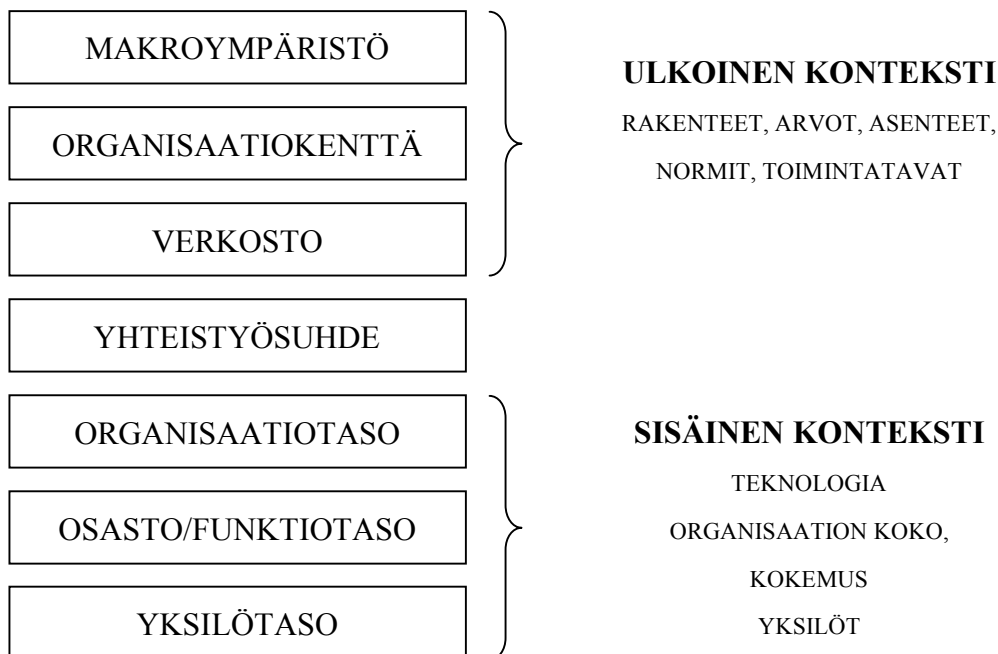 MAKROYMPÄRISTÖ
ORGANISAATIOKENTTÄ
VERKOSTO
ULKOINEN KONTEKSTI
RAKENTEET, ARVOT, ASENTEET,
NORMIT, TOIMINTATAVAT
YHTEISTYÖSUHDE
ORGANISAATIOTASO
OSASTO/FUNKTIOTASO
YKSILÖTASO
SISÄINEN KONTEKSTI
TEKNOLOGIA
ORGANISAATION KOKO,
KOKEMUS
YKSILÖT